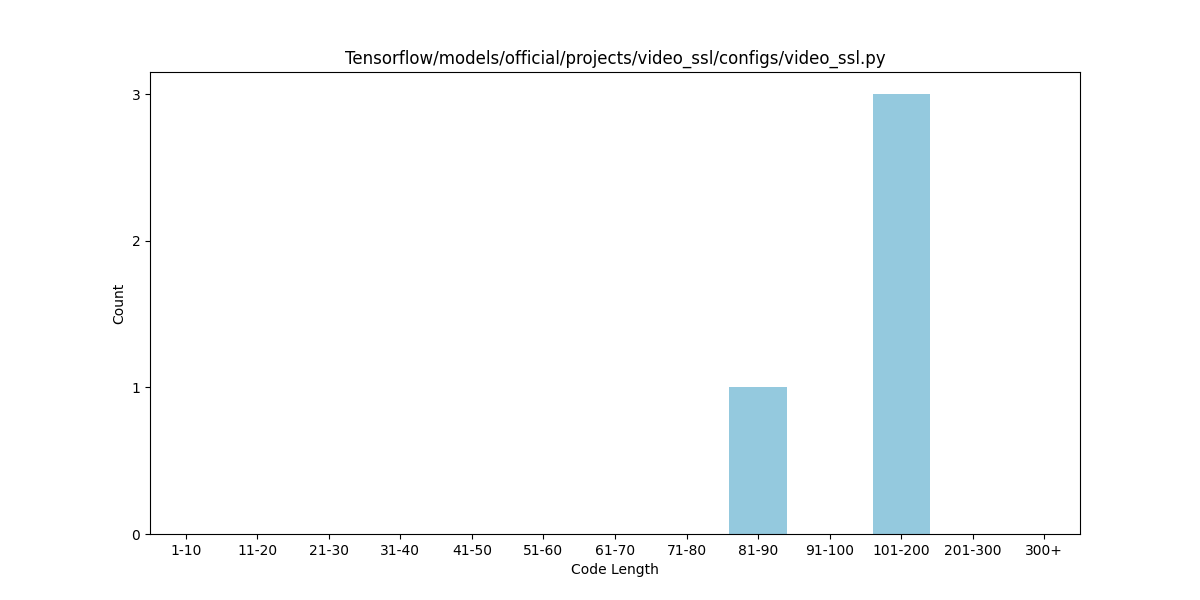 Tensorflow/models/official/projects/video_ssl/configs/video_ssl.py
3
2
1
0
Count
1-10 11-20 21-30 31-40 41-50 51-60 61-70 71-80 81-90 91-100 101-200 201-300 300+
Code Length